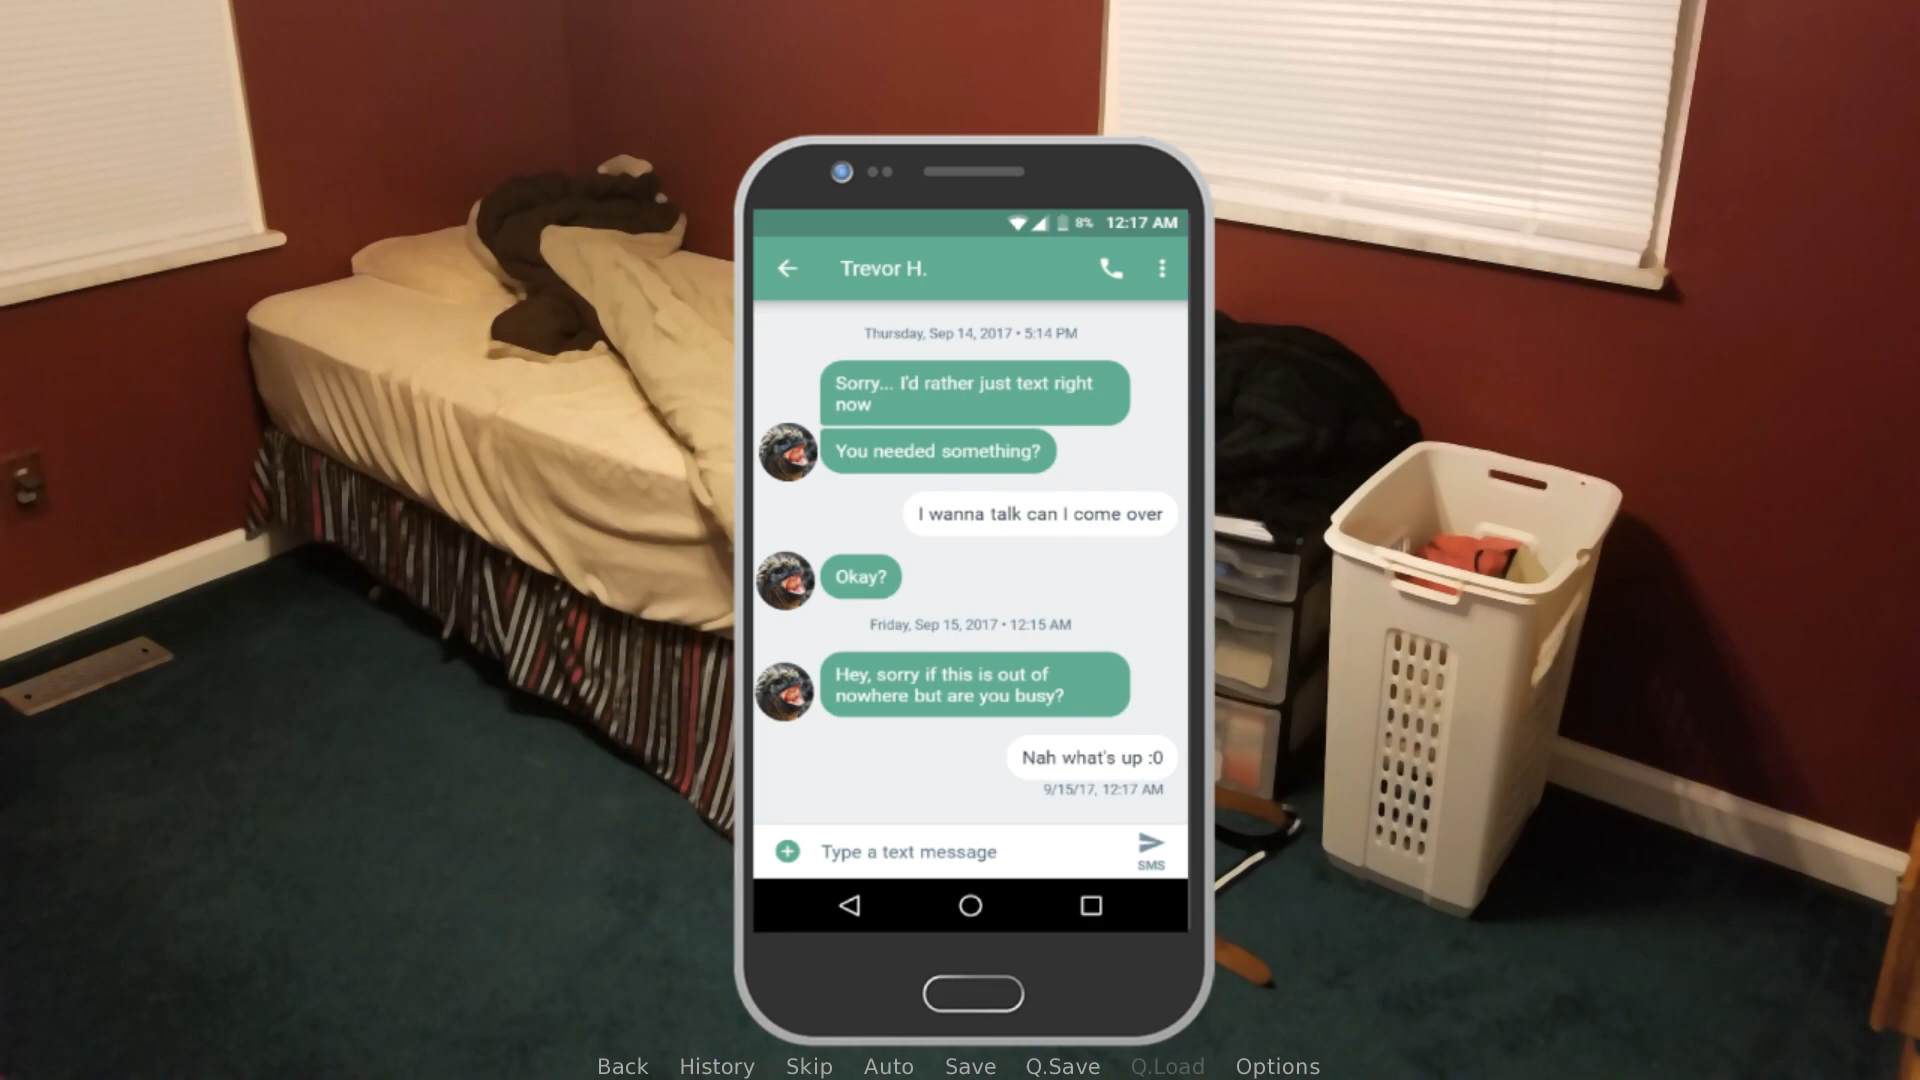 8% 12:17 AM
Trevor H.
Thursday, Sep 14, 2017 • 5:14 PM
Sorry... I'd rather just text right
now
You needed something?
I wanna talk can I come over
Okay?
Friday, Sep 15, 2017 • 12:15 AM
Hey, sorry if this is out of
nowhere but are you busy?
Nah what's up :0
9/15/17, 12:17 AM
Type a text message
SMS
Back History Skip Auto Save Q.Save Q.Load Options